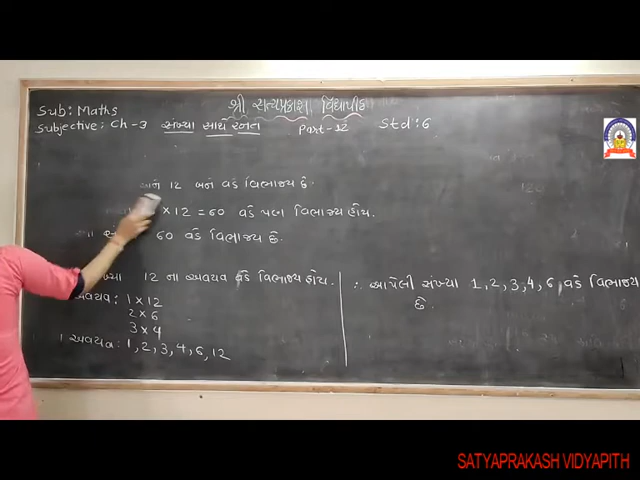 શ્રી સત્યપ્રકાશ વિદ્યાપીઠ
Sub: Maths
Subjective: Ch-3 સંખ્યા સાથે રમત Part-12 Std: 6
અને 12 બંને વડે વિભાજ્ય છે.
× 12 = 60 વડે પણ વિભાજ્ય હોય.
60 વડે વિભાજ્ય છે.
12 ના અવયવ વડે વિભાજ્ય હોય.
અવયવ: 1 × 12
2 × 6
3 × 4
અવયવ: 1, 2, 3, 4, 6, 12
∴ આપેલી સંખ્યા 1, 2, 3, 4, 6, વડે વિભાજ્ય
છે.
SATYAPRAKASH VIDYAPITH